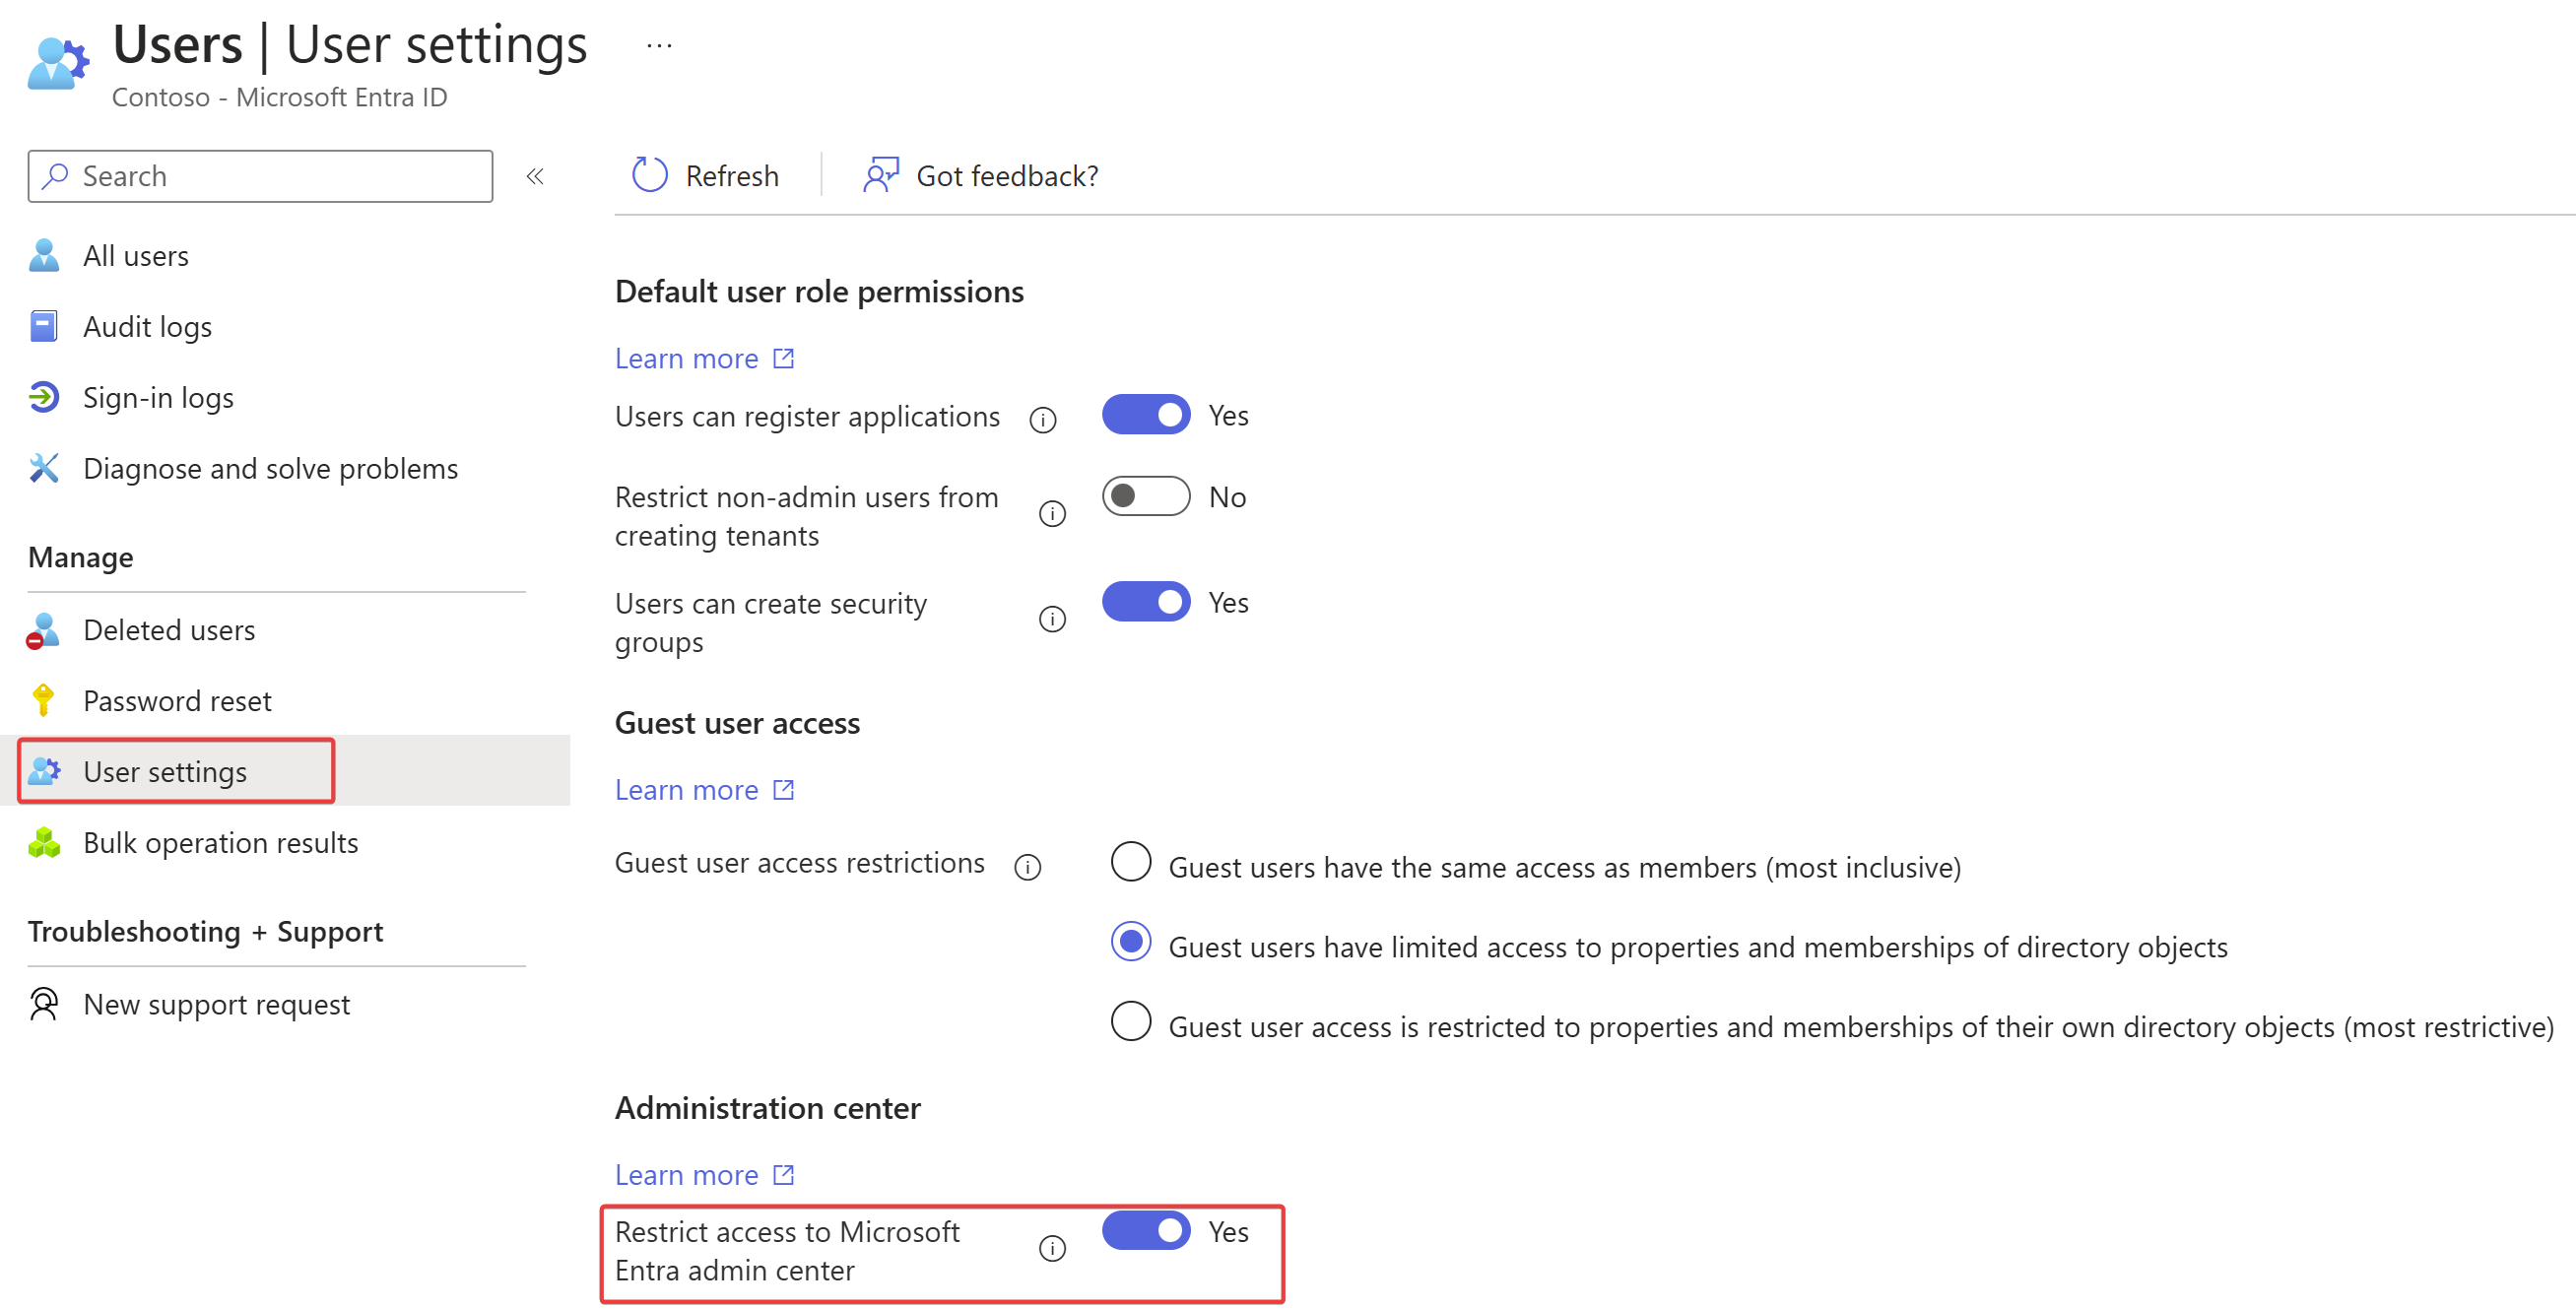 Users | User settings ...
Contoso - Microsoft Entra ID
Search
«
All users
Audit logs
Sign-in logs
Diagnose and solve problems
Manage
Deleted users
Password reset
User settings
Bulk operation results
Troubleshooting + Support
New support request
Refresh
Got feedback?
Default user role permissions
Learn more
Users can register applications
Yes
Restrict non-admin users from
creating tenants
No
Users can create security
groups
Yes
Guest user access
Learn more
Guest user access restrictions
Guest users have the same access as members (most inclusive)
Guest users have limited access to properties and memberships of directory objects
Guest user access is restricted to properties and memberships of their own directory objects (most restrictive)
Administration center
Learn more
Restrict access to Microsoft
Entra admin center
Yes